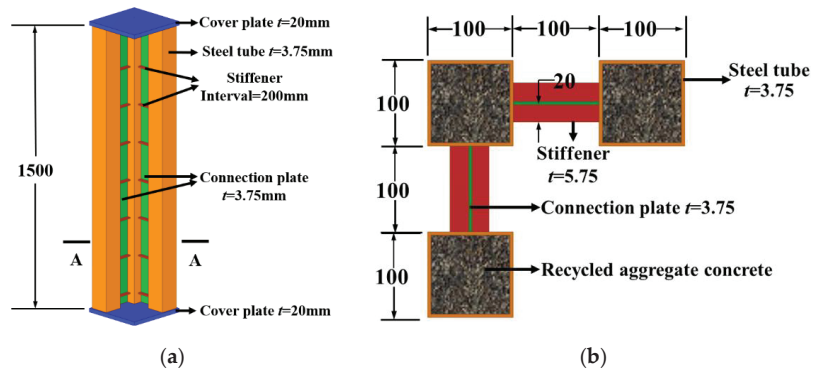 Cover plate t=20mm
Steel tube t=3.75mm
Stiffener
Interval=200mm
1500
Connection plate
t=3.75mm
A
A
Cover plate t=20mm
(a)
100
100
100
20
Steel tube
t=3.75
100
Stiffener
t=5.75
100
Connection plate t=3.75
100
Recycled aggregate concrete
(b)